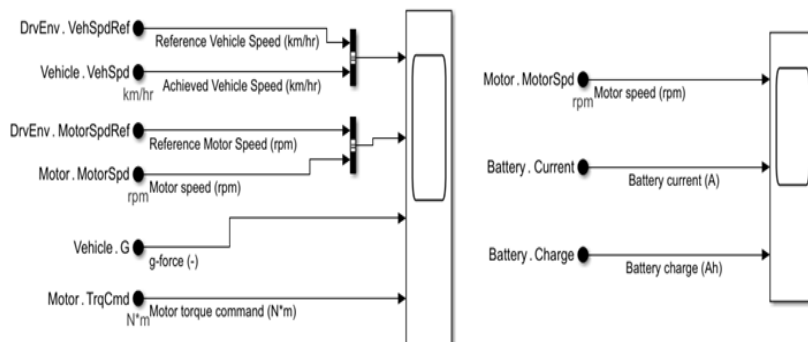 DrvEnv . VehSpdRef
Reference Vehicle Speed (km/hr)
Vehicle . VehSpd
km/hr
Achieved Vehicle Speed (km/hr)
DrvEnv . MotorSpdRef
Reference Motor Speed (rpm)
Motor . MotorSpd
rpm
Motor speed (rpm)
Vehicle . G
g-force (-)
Motor . TrqCmd
N*m
Motor torque command (N*m)
Motor . MotorSpd
rpm
Motor speed (rpm)
Battery . Current
Battery current (A)
Battery . Charge
Battery charge (Ah)